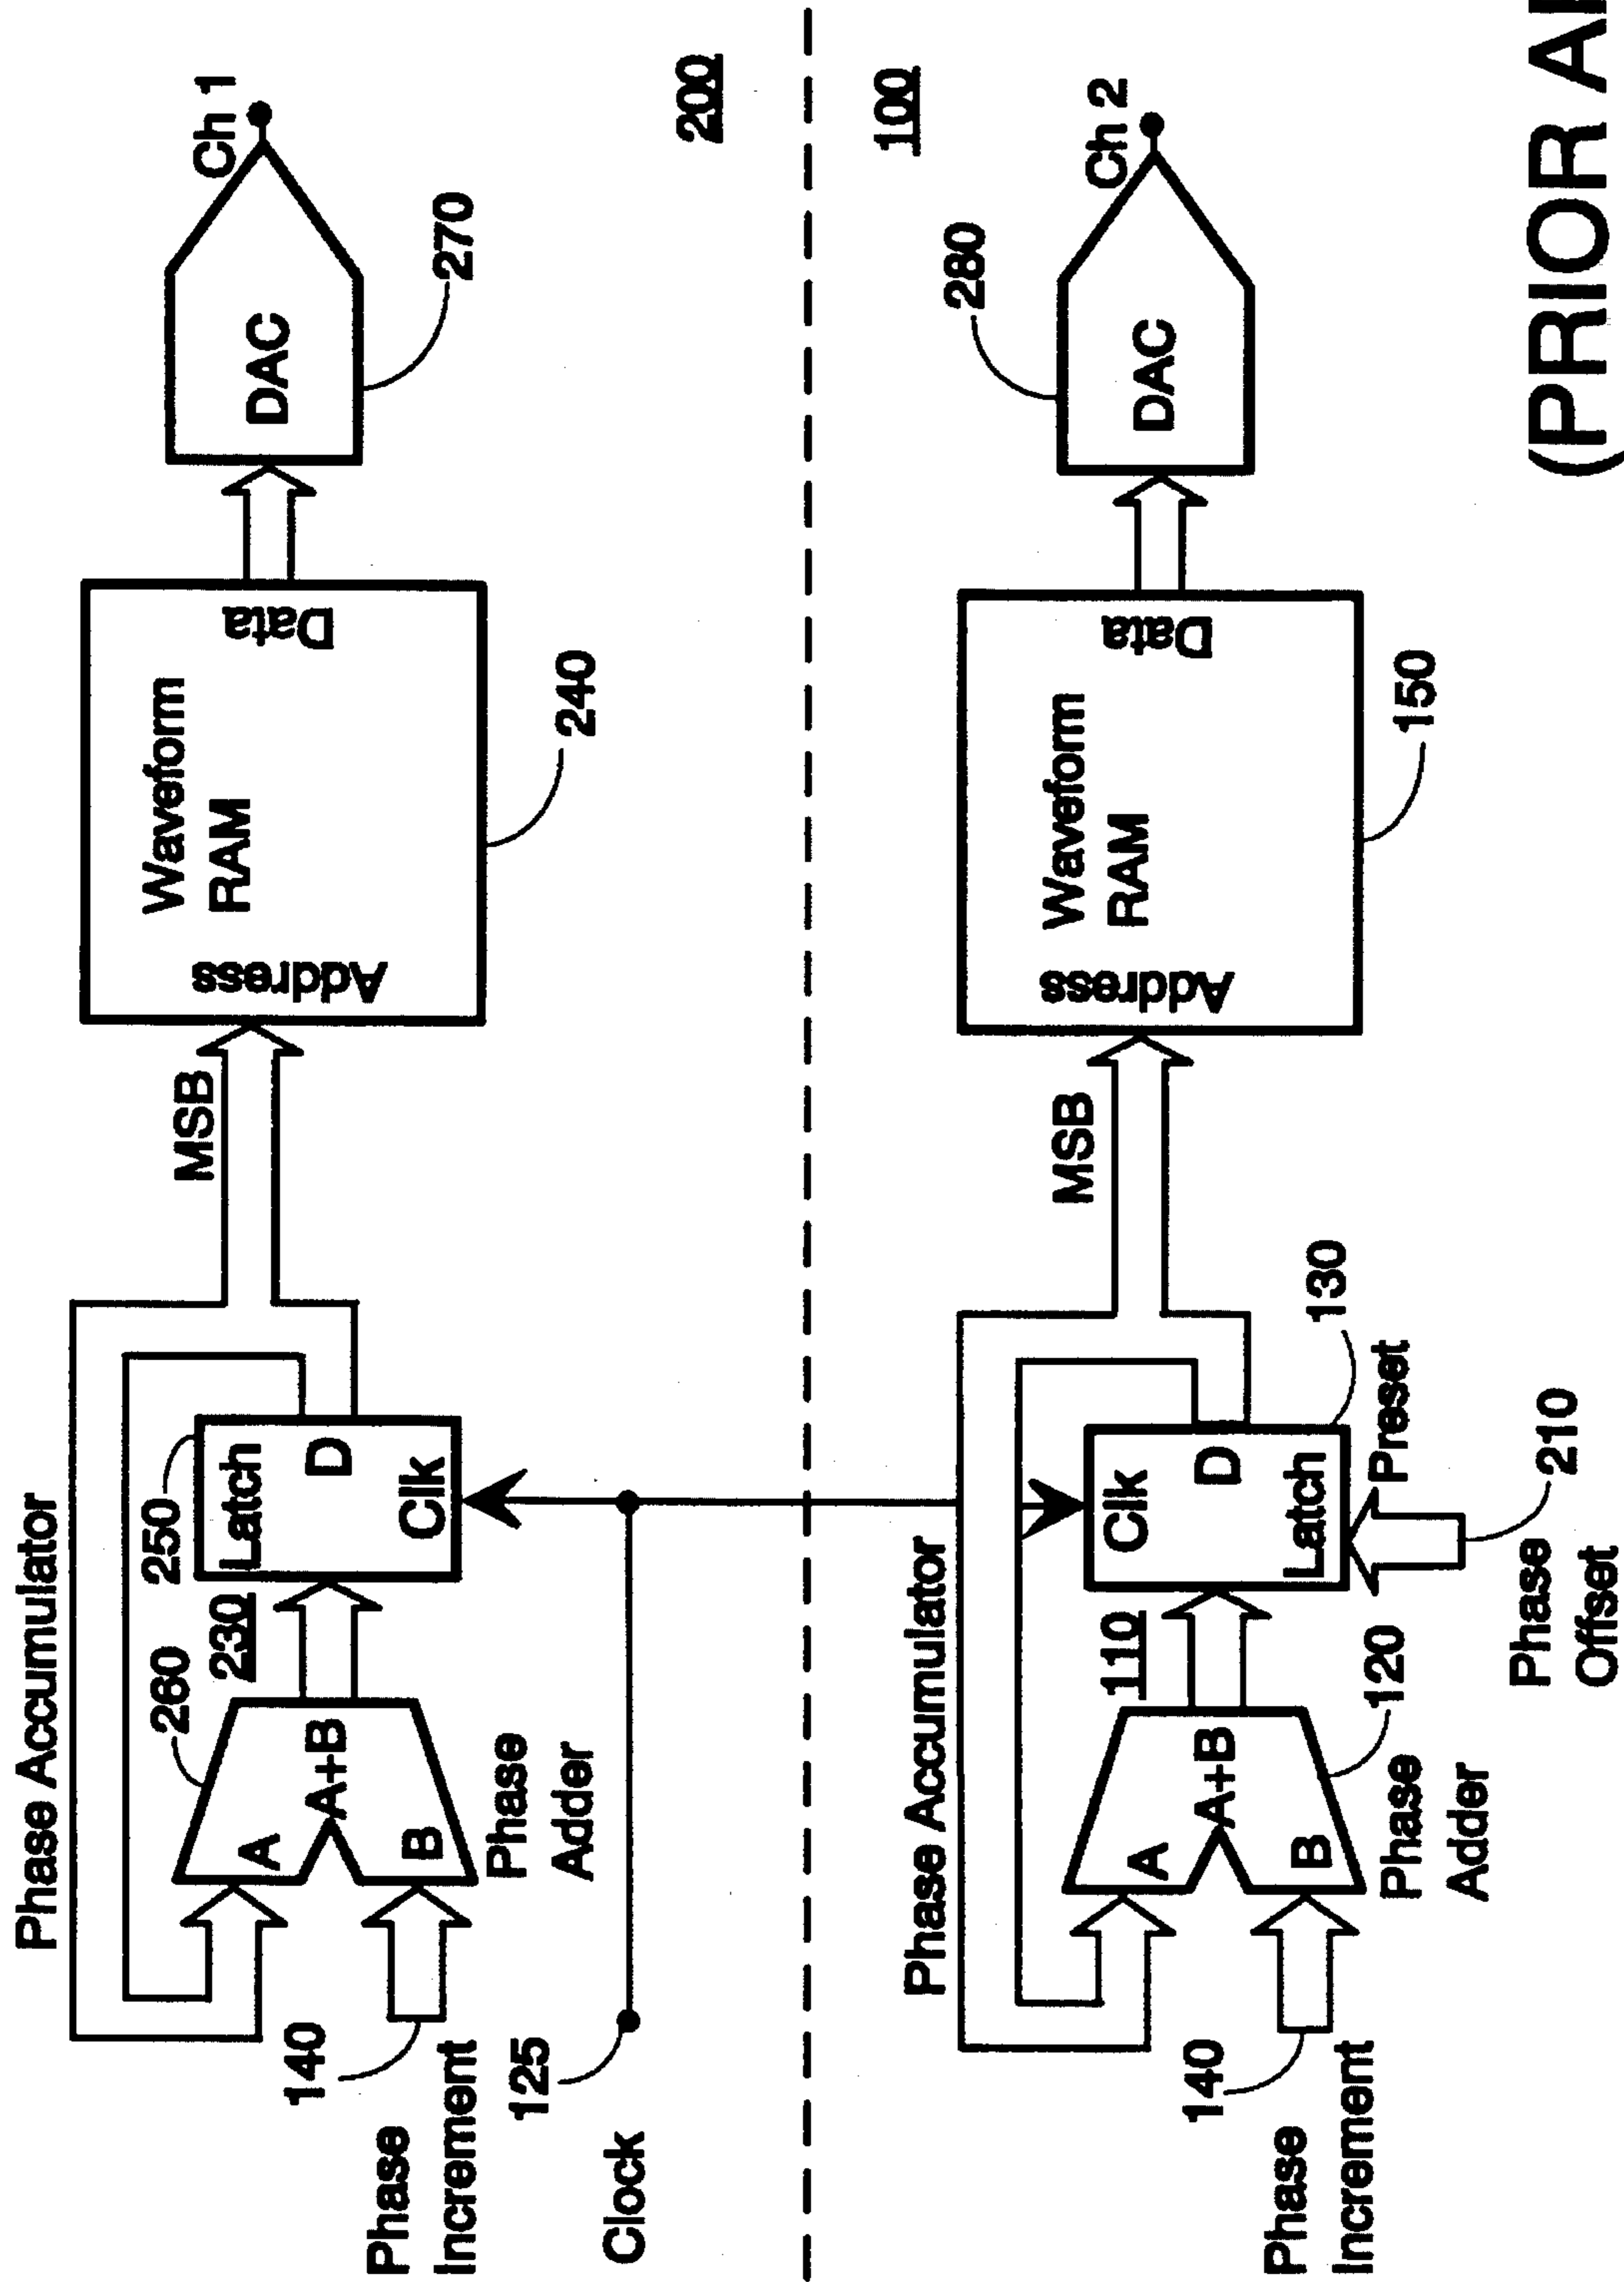 Phase Accumulator
260
250
230
Latch
D
Clk
A
A+B
B
Phase
Adder
140
Phase
Increment
125
Clock
MSB
Address
Waveform
RAM
Data
240
DAC
270
Ch 1
200
100
Phase Accumulator
110
Clk
D
Latch
130
Preset
210
Phase
Offset
A
A+B
B
120
Phase
Adder
140
Phase
Increment
MSB
Address
Waveform
RAM
Data
150
DAC
280
Ch 2
(PRIOR